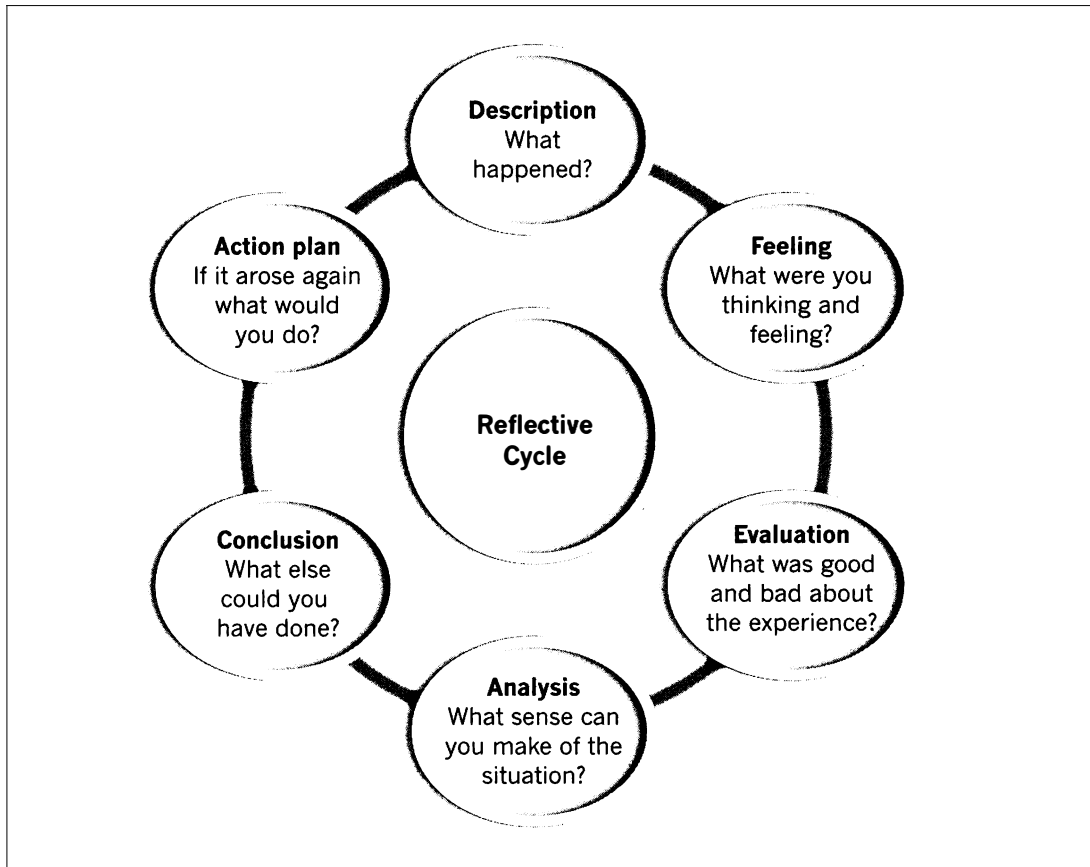 Description
What
happened?
Feeling
What were you
thinking and
feeling?
Evaluation
What was good
and bad about
the experience?
Analysis
What sense can
you make of the
situation?
Conclusion
What else
could you
have done?
Action plan
If it arose again
what would
you do?
Reflective
Cycle